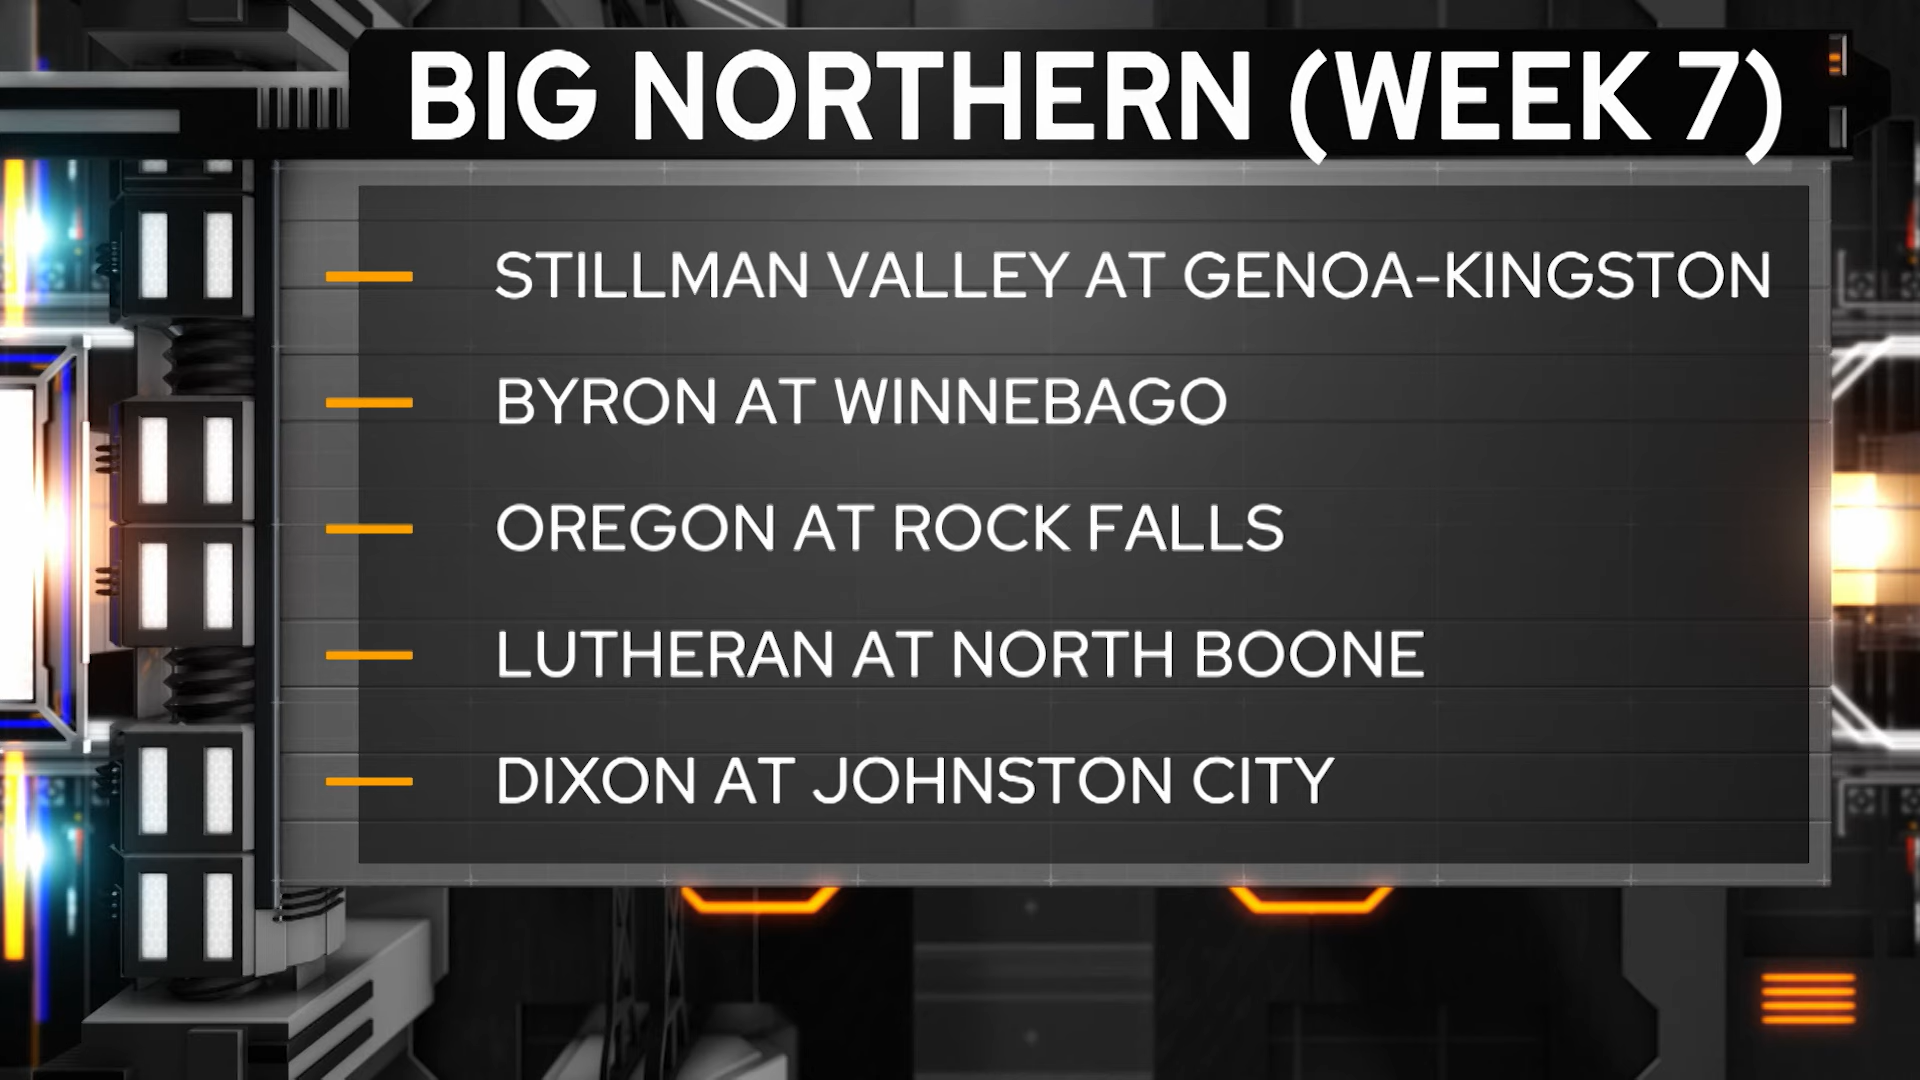 BIG NORTHERN (WEEK 7)
STILLMAN VALLEY AT GENOA-KINGSTON
BYRON AT WINNEBAGO
OREGON AT ROCK FALLS
LUTHERAN AT NORTH BOONE
DIXON AT JOHNSTON CITY